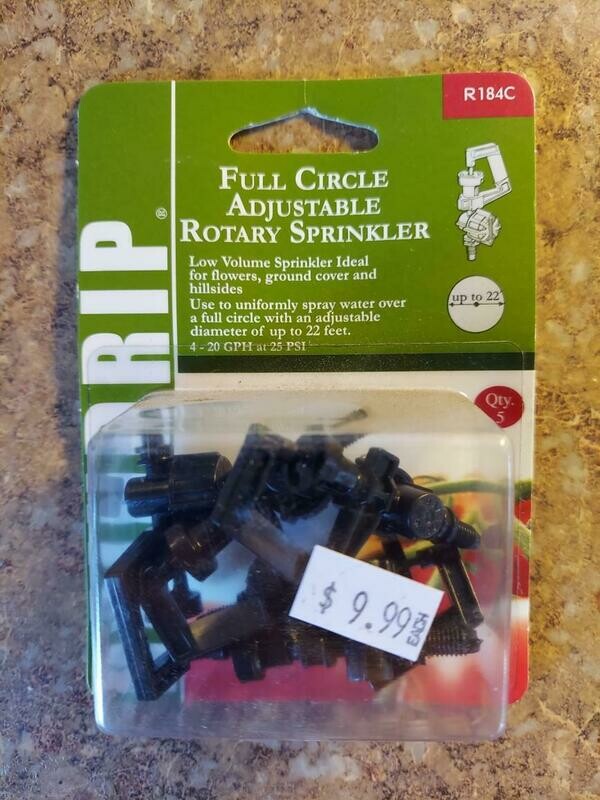 R184C
FULL CIRCLE
ADJUSTABLE
ROTARY SPRINKLER
Low Volume Sprinkler Ideal
for flowers, ground cover and
hillsides
Use to uniformly spray water over
a full circle with an adjustable
diameter of up to 22 feet.
4 - 20 GPH at 25 PSI
up to 22'
DRIP®
Qty.
5
$ 9.99 EACH